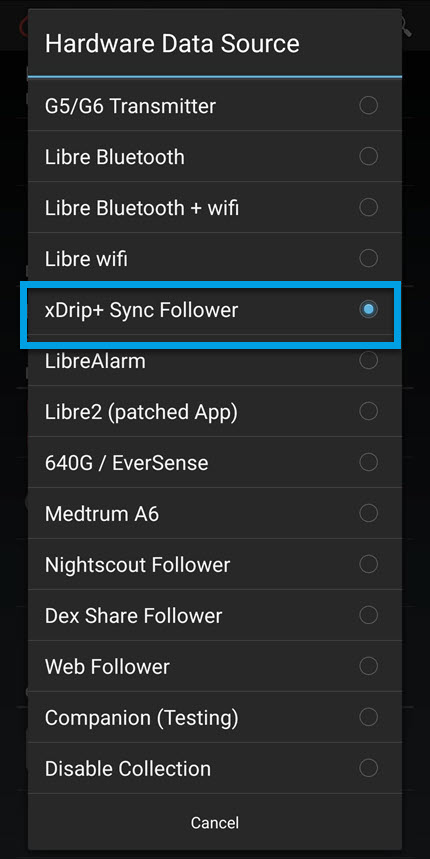 Hardware Data Source
G5/G6 Transmitter
Libre Bluetooth
Libre Bluetooth + wifi
Libre wifi
xDrip+ Sync Follower
LibreAlarm
Libre2 (patched App)
640G / EverSense
Medtrum A6
Nightscout Follower
Dex Share Follower
Web Follower
Companion (Testing)
Disable Collection
Cancel